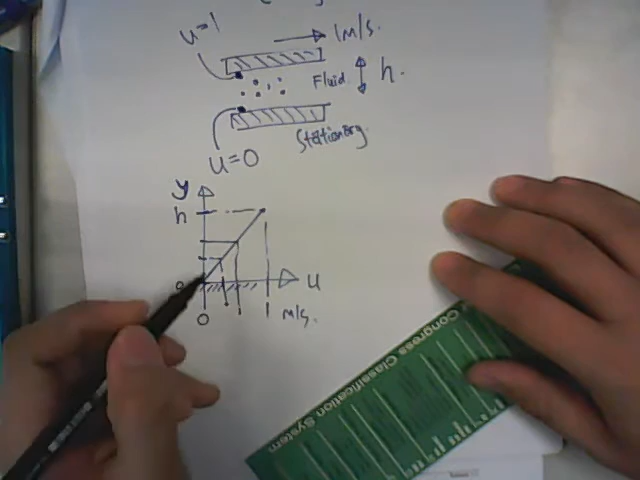 u=1
1m/s.
Fluid
h.
Stationary.
u=0
y
h
0
u
0
1 m/s.
Congress Classification
System